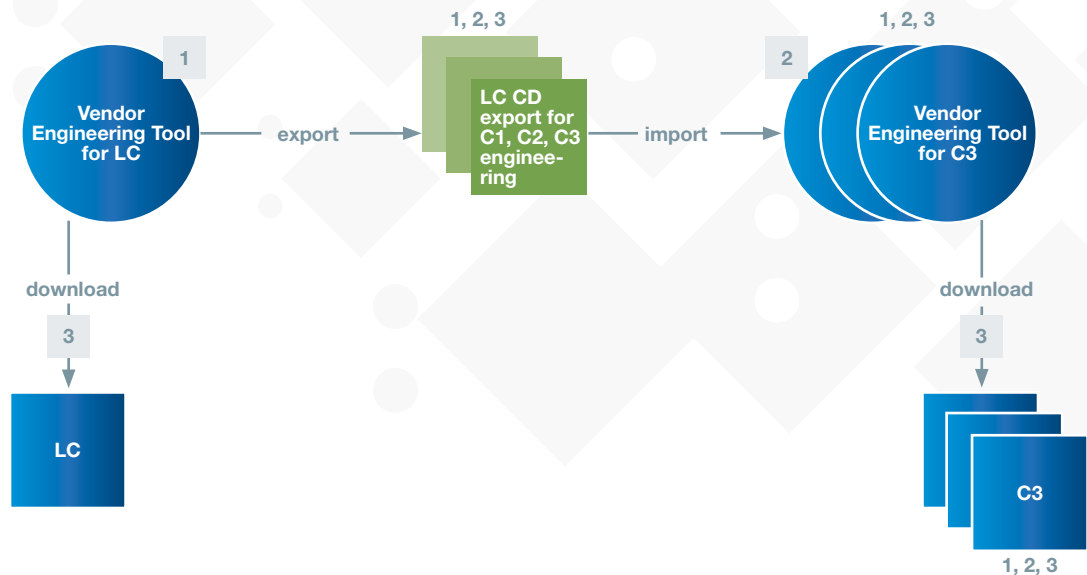 1, 2, 3
1, 2, 3
1
2
Vendor
Engineering Tool
for LC
export
LC CD
export for
C1, C2, C3
enginee-
ring
import
Vendor
Engineering Tool
for C3
download
download
3
3
LC
C3
1, 2, 3